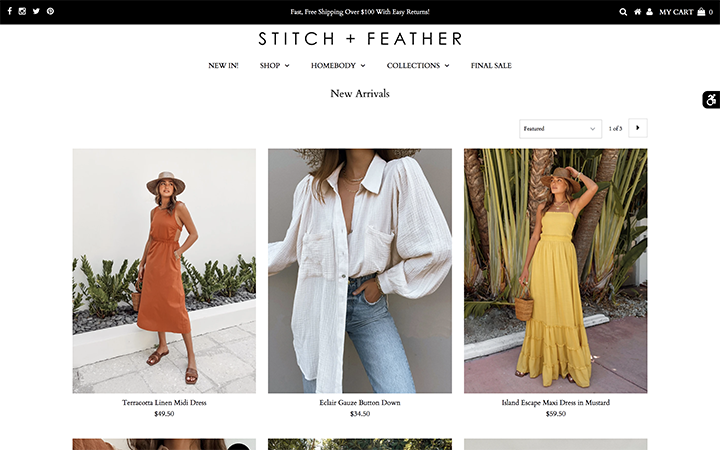 Fast, Free Shipping Over $100 With Easy Returns!
MY CART 0
STITCH + FEATHER
NEW IN! SHOP HOMEBODY COLLECTIONS FINAL SALE
New Arrivals
Featured 1 of 3
Terracotta Linen Midi Dress
$49.50
Eclair Gauze Button Down
$34.50
Island Escape Maxi Dress in Mustard
$59.50